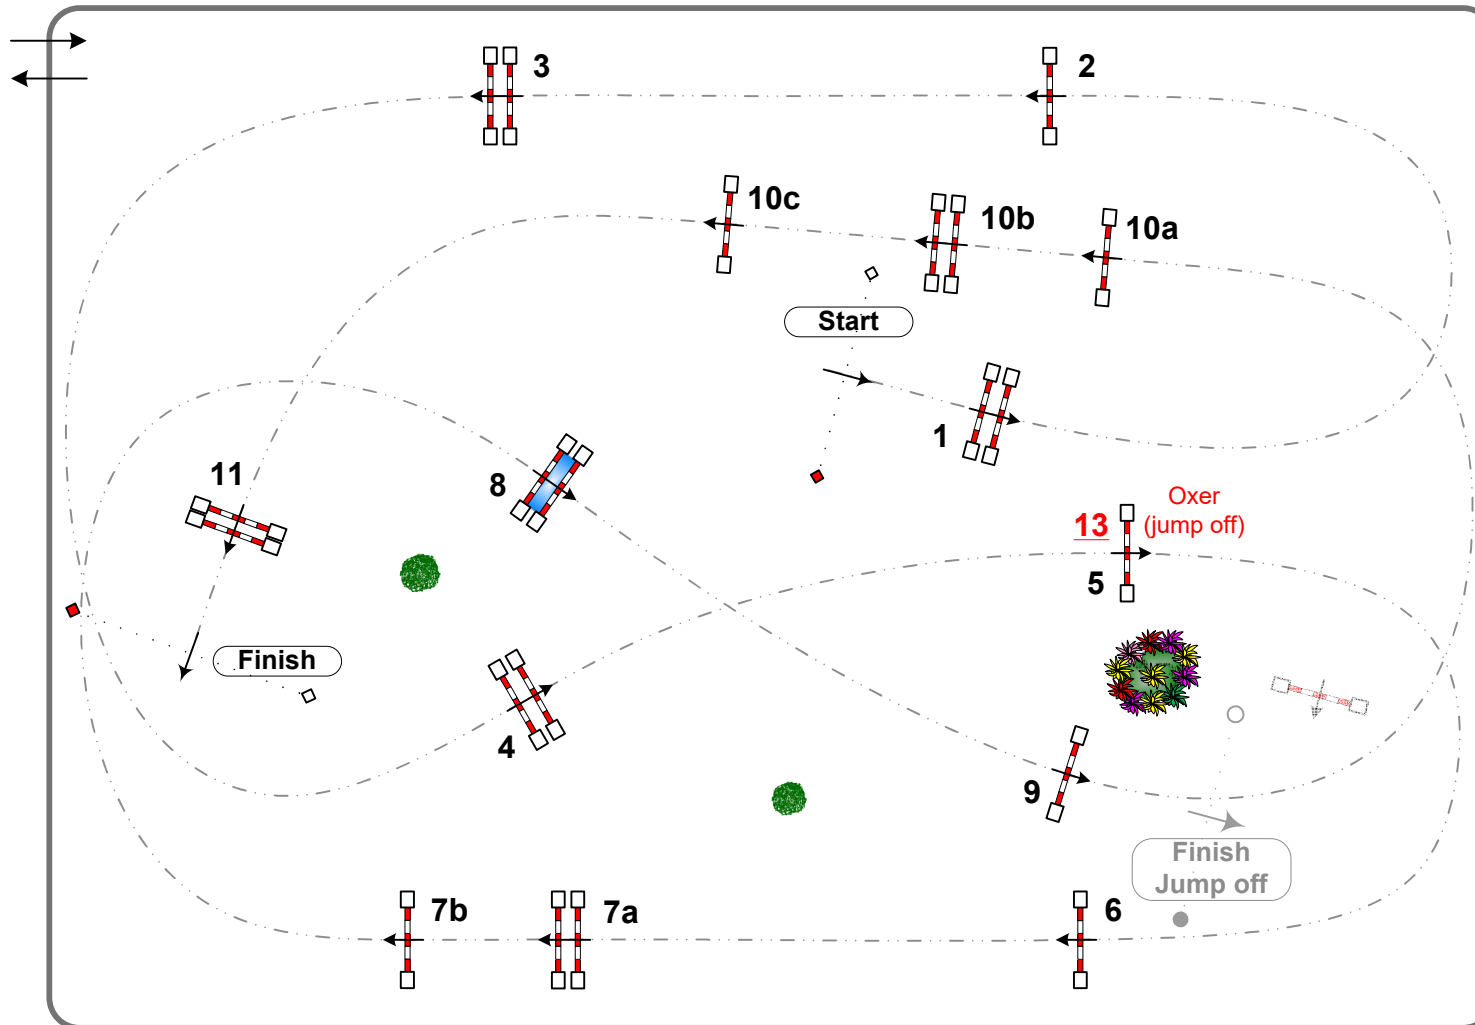 3
2
10c
10b
10a
Start
1
11
8
Oxer
13
(jump off)
5
Finish
4
9
Finish
Jump off
7b
7a
6